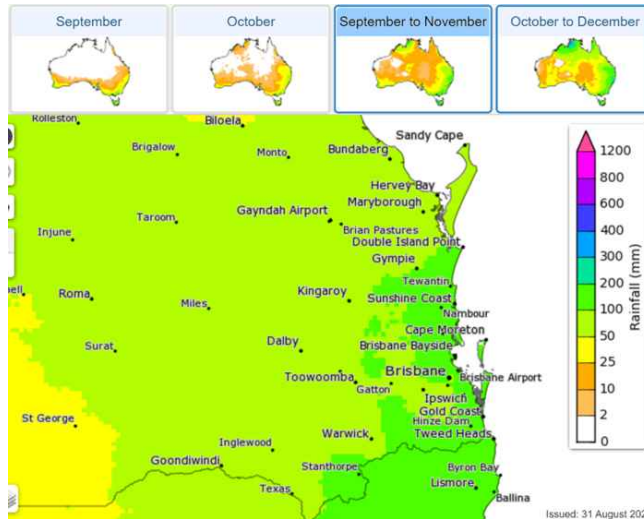 September
October
September to November
October to December
Rolleston
Biloela
Sandy Cape
Brigalow
Monto
Bundaberg
Hervey Bay
Taroom
Gayndah Airport
Maryborough
Brian Pastures
Injune
Double Island Point
Gympie
Tewantin
Roma
Miles
Kingaroy
Sunshine Coast
Nambour
Cape Moreton
Surat
Dalby
Brisbane Bayside
Toowoomba
Brisbane
Brisbane Airport
Gatton
Ipswich
Gold Coast
St George
Hinze Dam
Warwick
Tweed Heads
Inglewood
Goondiwindi
Stanthorpe
Byron Bay
Texas
Lismore
Ballina
1200
800
600
400
300
200
100
50
25
10
2
0
Rainfall (mm)
Issued: 31 August